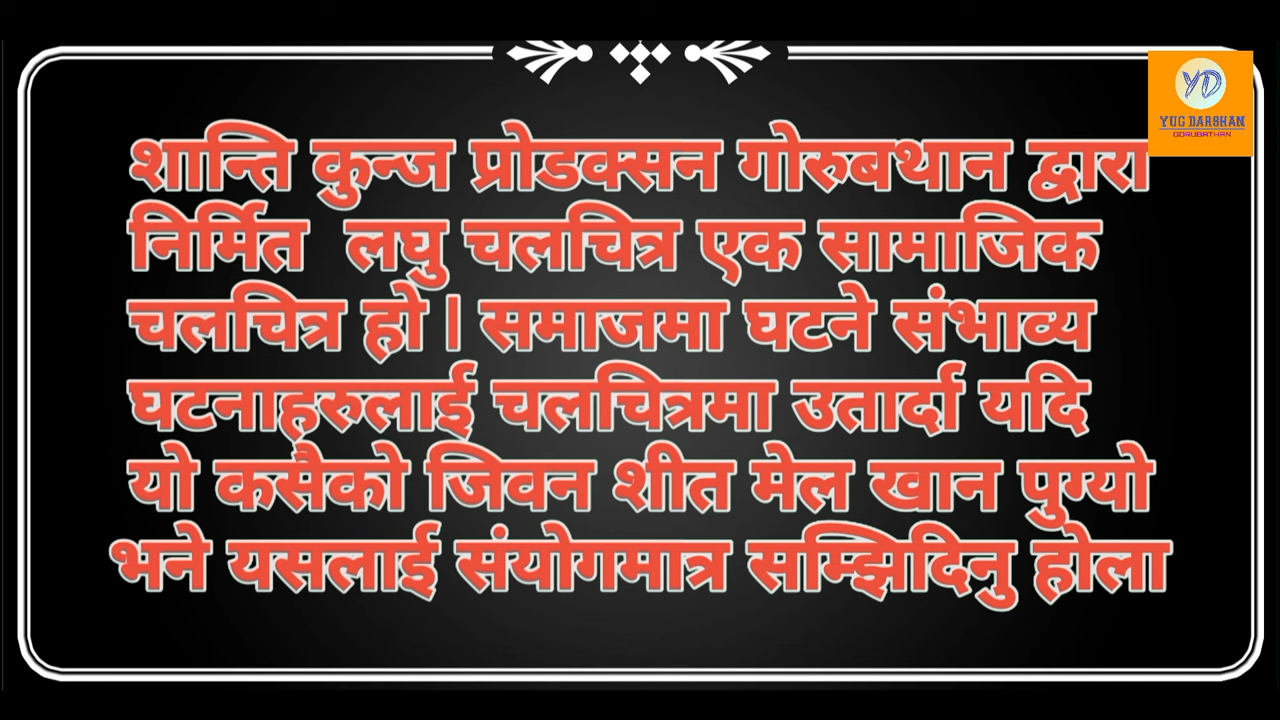 YD
YUG DARSHAN
GORUBATHAN
शान्ति कुन्ज प्रोडक्सन गोरुबथान द्वारा
निर्मित लघु चलचित्र एक सामाजिक
चलचित्र हो । समाजमा घटने संभाव्य
घटनाहरुलाई चलचित्रमा उतार्दा यदि
यो कसैको जिवन शीत मेल खान पुग्यो
भने यसलाई संयोगमात्र सम्झिदिनु होला